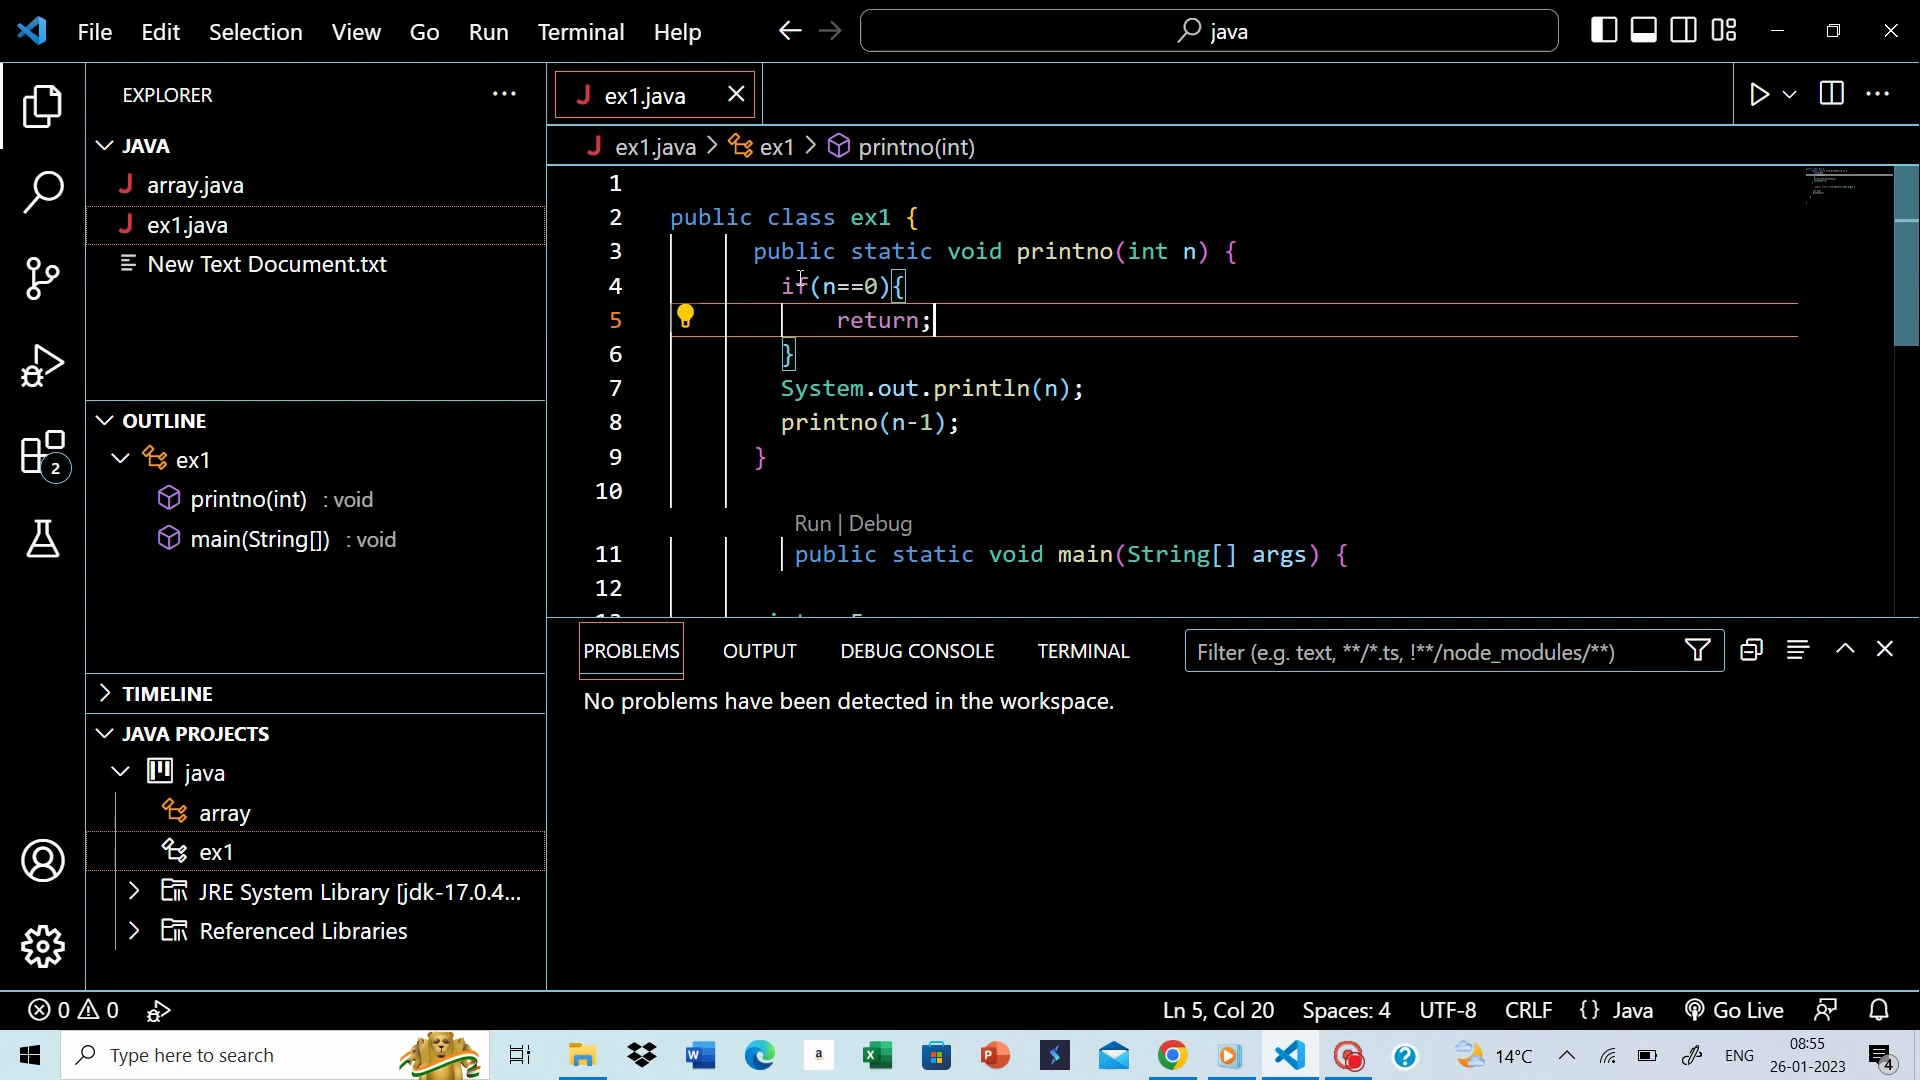 File Edit Selection View Go Run Terminal Help
java
EXPLORER
JAVA
array.java
ex1.java
New Text Document.txt
OUTLINE
ex1
printno(int) : void
main(String[]) : void
TIMELINE
JAVA PROJECTS
java
array
ex1
JRE System Library [jdk-17.0.4...
Referenced Libraries
2
ex1.java
ex1.java > ex1 > printno(int)
1
2 public class ex1 {
3 public static void printno(int n) {
4 if(n==0){
5 return;
6 }
7 System.out.println(n);
8 printno(n-1);
9 }
10
Run | Debug
11 public static void main(String[] args) {
12
PROBLEMS OUTPUT DEBUG CONSOLE TERMINAL
Filter (e.g. text, **/*.ts, !**/node_modules/**)
No problems have been detected in the workspace.
0 0
Ln 5, Col 20 Spaces: 4 UTF-8 CRLF {} Java Go Live
Type here to search
14°C ENG
08:55
26-01-2023
4